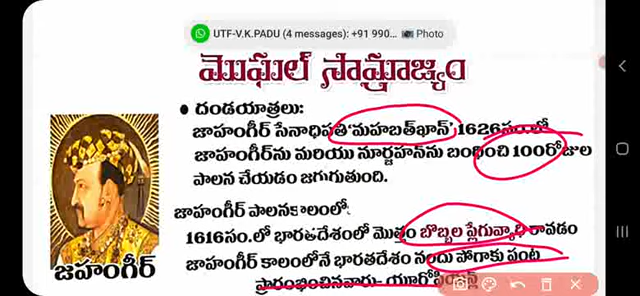 UTF-V.K.PADU (4 messages): +91 990... Photo
మొఘల్ సామ్రాజ్యం
• దండయాత్రలు:
జాహంగీర్ సేనాధిపతి 'మహబత్‌ఖాన్' 1626సం.లో
జాహంగీర్‌ను మరియు నూర్జహాన్‌ను బంధించి 100రోజుల
పాలన చేయడం జరుగుతుంది.
జాహంగీర్ పాలనకాలంలో
1616సం.లో భారతదేశంలో మొత్తం బొబ్బల ప్లేగువ్యాధి రావడం
జాహంగీర్ కాలంలోనే భారతదేశం నందు పోగాకు పంట
ప్రారంభించినవారు- యూరోపియన్స్
జహంగీర్